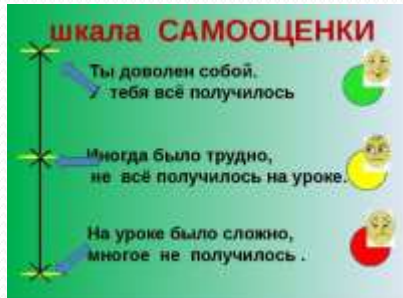 шкала САМООЦЕНКИ
Ты доволен собой.
У тебя всё получилось
Иногда было трудно,
не всё получилось на уроке.
На уроке было сложно,
многое не получилось .